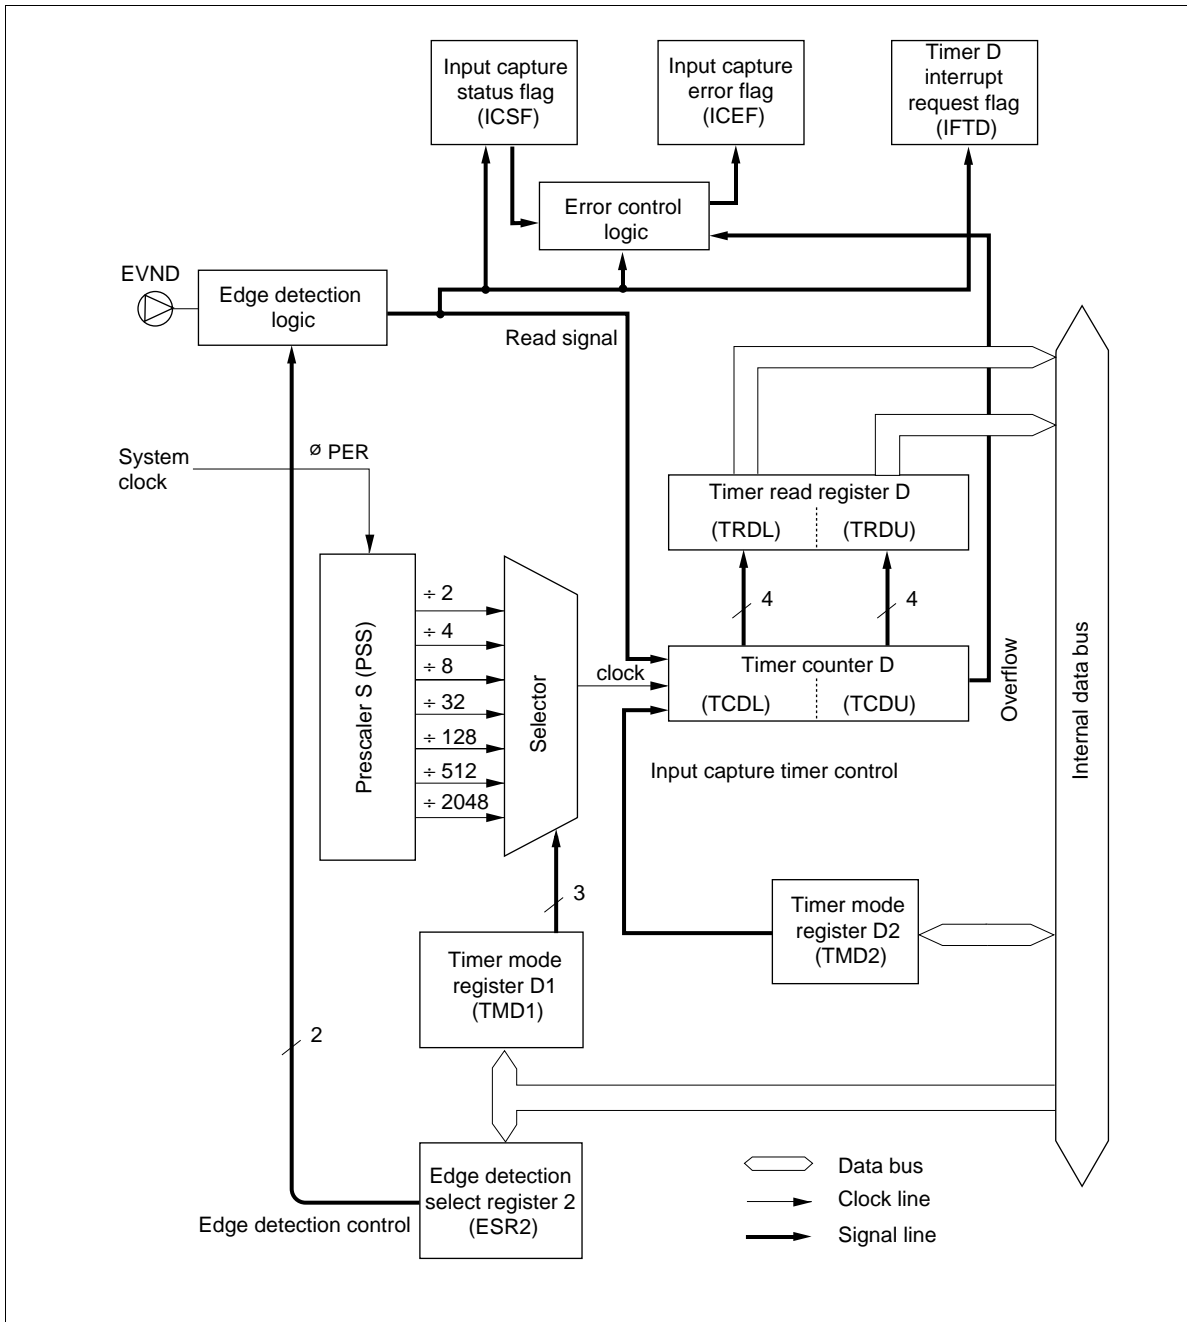 Input capture
status flag
(ICSF)
Input capture
error flag
(ICEF)
Timer D
interrupt
request flag
(IFTD)
Error control
logic
EVND
Edge detection
logic
Read signal
System
clock
ø PER
Timer read register D
(TRDL)
(TRDU)
4
4
Prescaler S (PSS)
÷ 2
÷ 4
÷ 8
÷ 32
÷ 128
÷ 512
÷ 2048
Selector
clock
Timer counter D
(TCDL)
(TCDU)
Overflow
Internal data bus
Input capture timer control
3
Timer mode
register D2
(TMD2)
Timer mode
register D1
(TMD1)
2
Edge detection
select register 2
(ESR2)
Edge detection control
Data bus
Clock line
Signal line